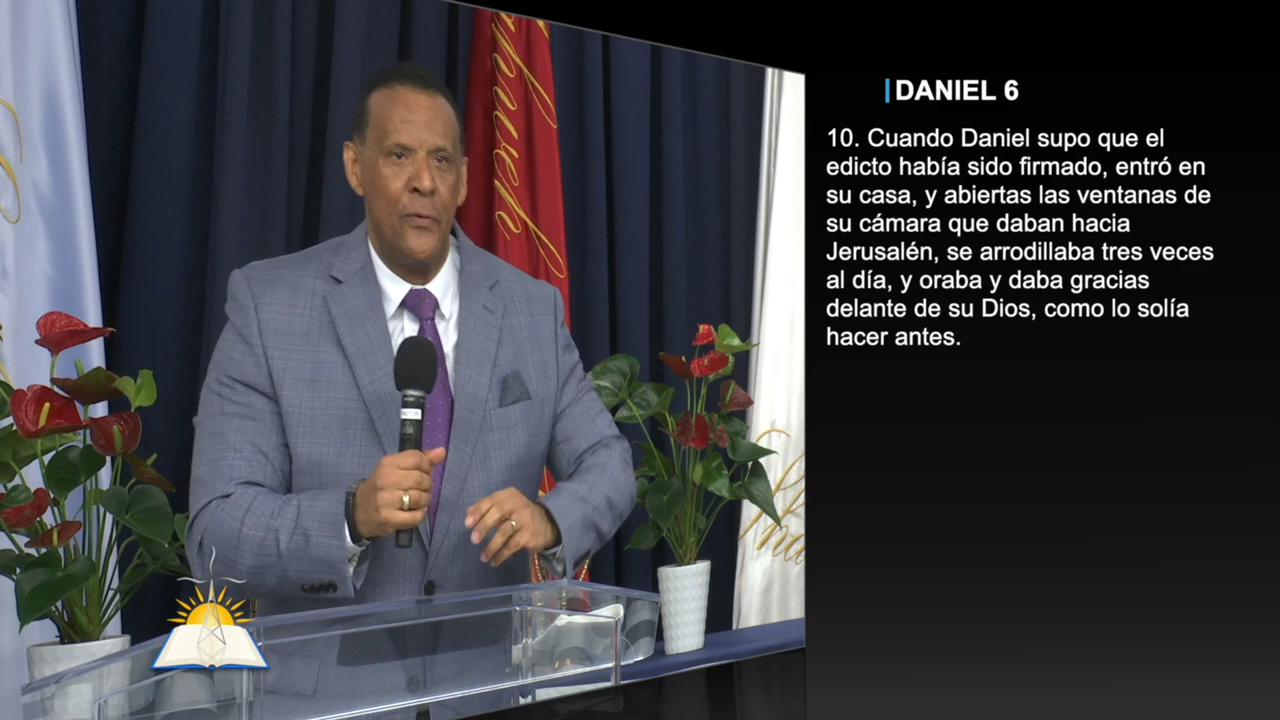 DANIEL 6
10. Cuando Daniel supo que el
edicto había sido firmado, entró en
su casa, y abiertas las ventanas de
su cámara que daban hacia
Jerusalén, se arrodillaba tres veces
al día, y oraba y daba gracias
delante de su Dios, como lo solía
hacer antes.